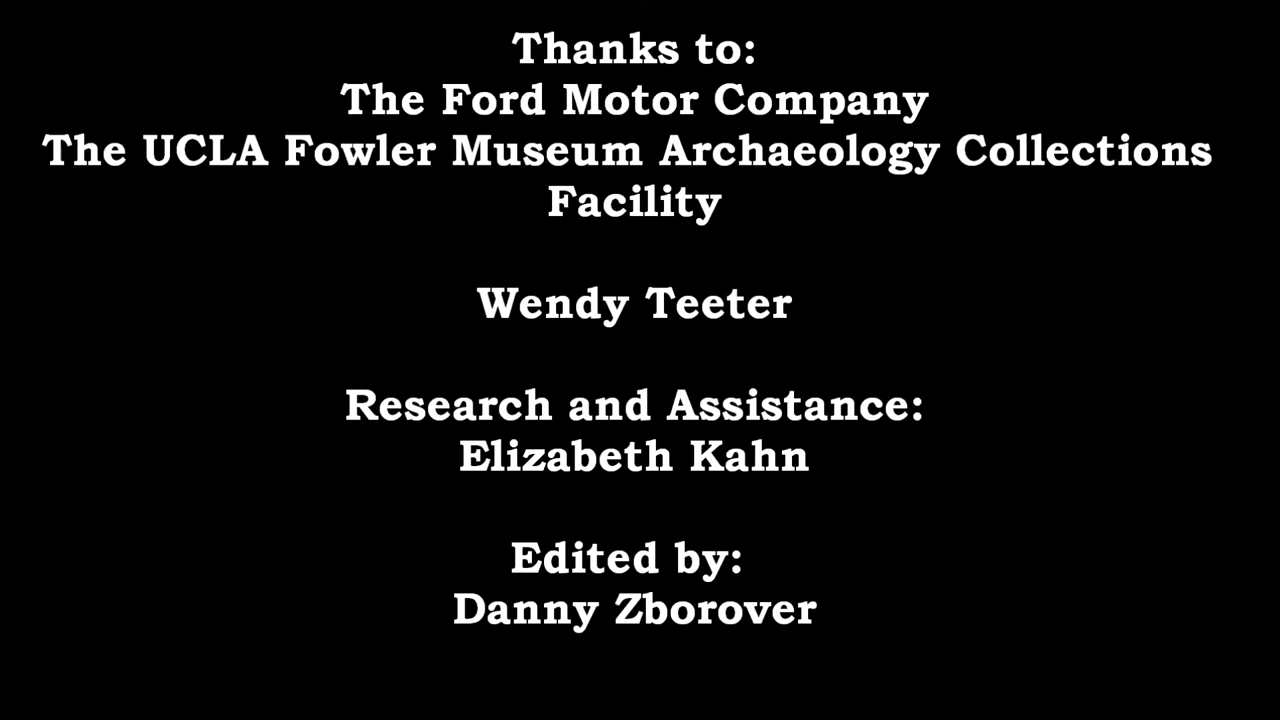 Thanks to:
The Ford Motor Company
The UCLA Fowler Museum Archaeology Collections
Facility
Wendy Teeter
Research and Assistance:
Elizabeth Kahn
Edited by:
Danny Zborover